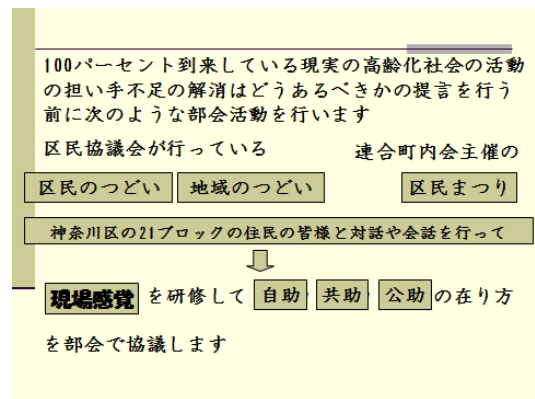 100パーセント到来している現実の高齢化社会の活動
の担い手不足の解消はどうあるべきかの提言を行う
前に次のような部会活動を行います
区民協議会が行っている 連合町内会主催の
区民のつどい 地域のつどい 区民まつり
神奈川区の21ブロックの住民の皆様と対話や会話を行って
現場感覚 を研修して 自助 共助 公助 の在り方
を部会で協議します